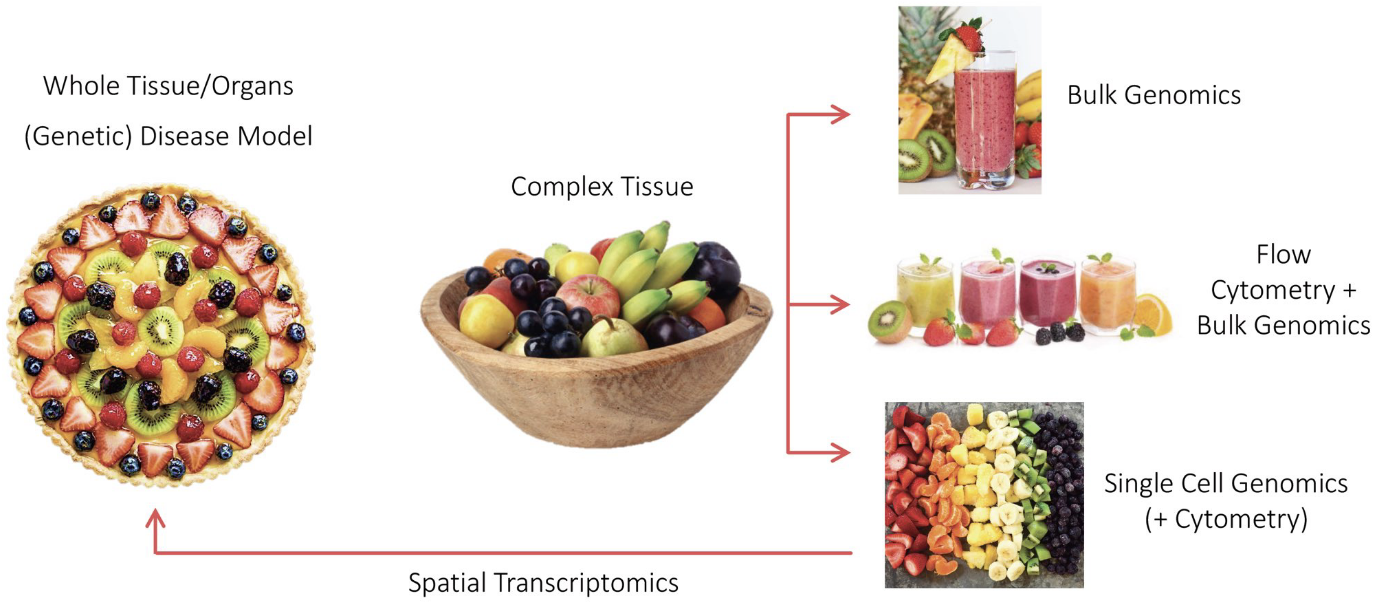 Whole Tissue/Organs
(Genetic) Disease Model
Complex Tissue
Bulk Genomics
Flow
Cytometry +
Bulk Genomics
Single Cell Genomics
(+ Cytometry)
Spatial Transcriptomics